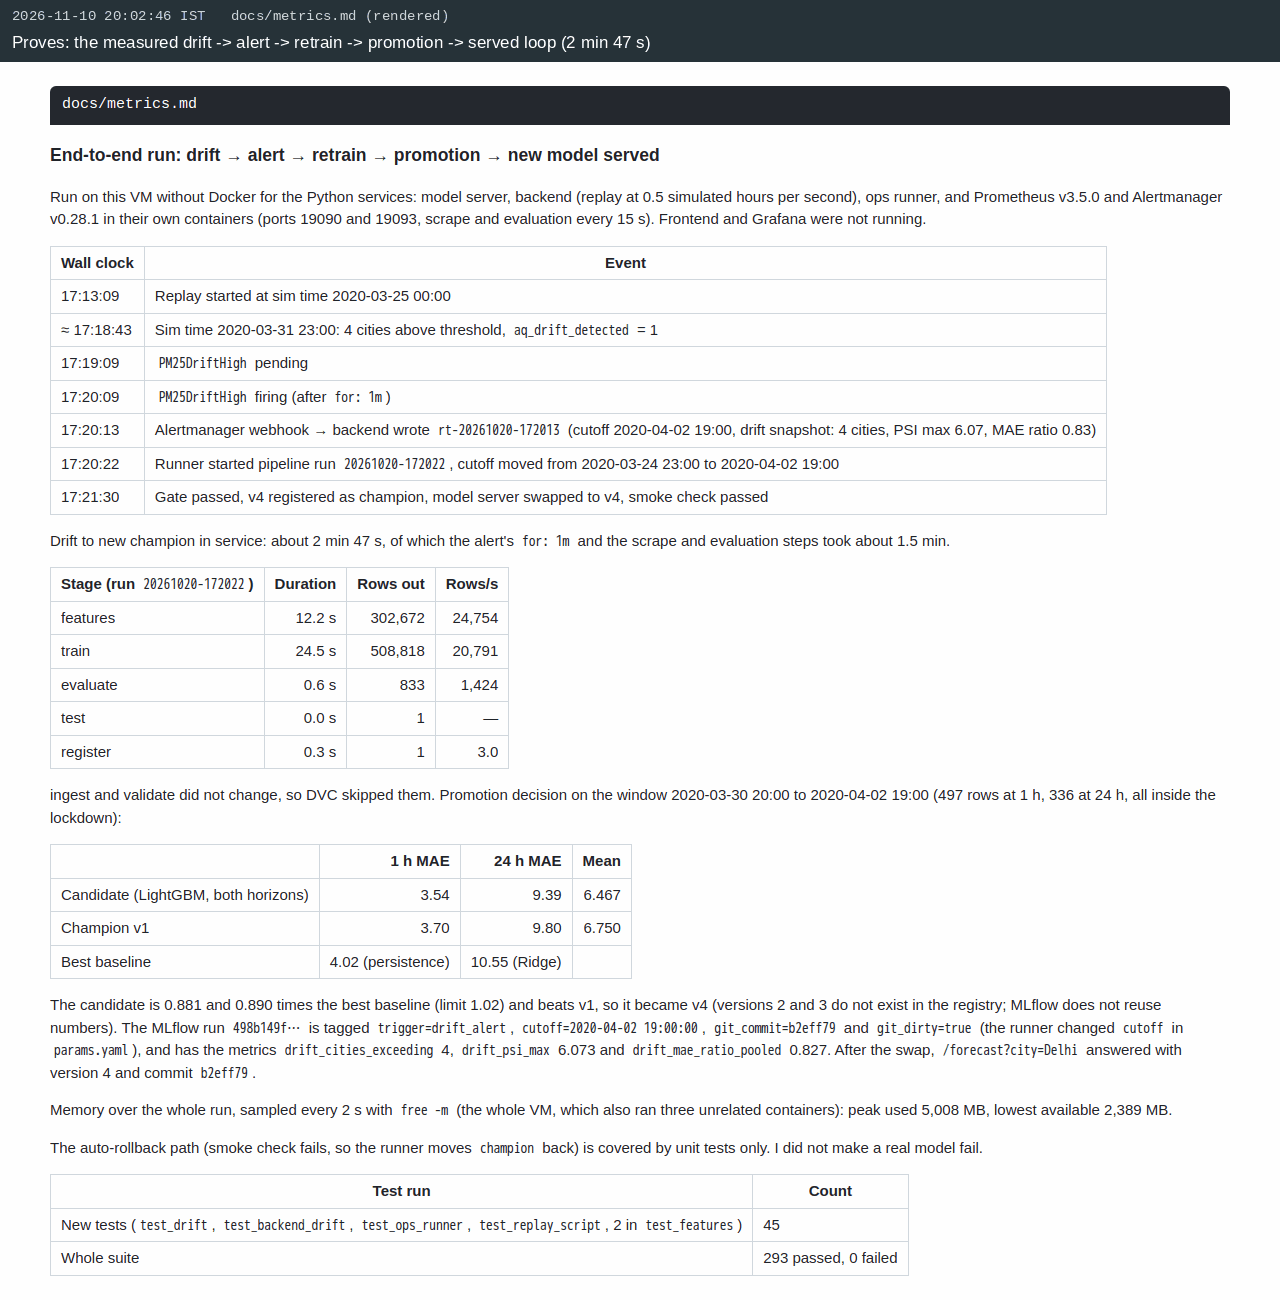 2026-11-10 20:02:46 IST docs/metrics.md (rendered)
Proves: the measured drift -> alert -> retrain -> promotion -> served loop (2 min 47 s)
docs/metrics.md
End-to-end run: drift → alert → retrain → promotion → new model served
Run on this VM without Docker for the Python services: model server, backend (replay at 0.5 simulated hours per second), ops runner, and Prometheus v3.5.0 and Alertmanager
v0.28.1 in their own containers (ports 19090 and 19093, scrape and evaluation every 15 s). Frontend and Grafana were not running.
Wall clock Event
17:13:09 Replay started at sim time 2020-03-25 00:00
≈ 17:18:43 Sim time 2020-03-31 23:00: 4 cities above threshold, aq_drift_detected = 1
17:19:09 PM25DriftHigh pending
17:20:09 PM25DriftHigh firing (after for: 1m)
17:20:13 Alertmanager webhook → backend wrote rt-20261020-172013 (cutoff 2020-04-02 19:00, drift snapshot: 4 cities, PSI max 6.07, MAE ratio 0.83)
17:20:22 Runner started pipeline run 20261020-172022, cutoff moved from 2020-03-24 23:00 to 2020-04-02 19:00
17:21:30 Gate passed, v4 registered as champion, model server swapped to v4, smoke check passed
Drift to new champion in service: about 2 min 47 s, of which the alert's for: 1m and the scrape and evaluation steps took about 1.5 min.
Stage (run 20261020-172022) Duration Rows out Rows/s
features 12.2 s 302,672 24,754
train 24.5 s 508,818 20,791
evaluate 0.6 s 833 1,424
test 0.0 s 1 —
register 0.3 s 1 3.0
ingest and validate did not change, so DVC skipped them. Promotion decision on the window 2020-03-30 20:00 to 2020-04-02 19:00 (497 rows at 1 h, 336 at 24 h, all inside the
lockdown):
1 h MAE 24 h MAE Mean
Candidate (LightGBM, both horizons) 3.54 9.39 6.467
Champion v1 3.70 9.80 6.750
Best baseline 4.02 (persistence) 10.55 (Ridge)
The candidate is 0.881 and 0.890 times the best baseline (limit 1.02) and beats v1, so it became v4 (versions 2 and 3 do not exist in the registry; MLflow does not reuse
numbers). The MLflow run 498b149f… is tagged trigger=drift_alert, cutoff=2020-04-02 19:00:00, git_commit=b2eff79 and git_dirty=true (the runner changed cutoff in
params.yaml), and has the metrics drift_cities_exceeding 4, drift_psi_max 6.073 and drift_mae_ratio_pooled 0.827. After the swap, /forecast?city=Delhi answered with
version 4 and commit b2eff79.
Memory over the whole run, sampled every 2 s with free -m (the whole VM, which also ran three unrelated containers): peak used 5,008 MB, lowest available 2,389 MB.
The auto-rollback path (smoke check fails, so the runner moves champion back) is covered by unit tests only. I did not make a real model fail.
Test run Count
New tests (test_drift, test_backend_drift, test_ops_runner, test_replay_script, 2 in test_features) 45
Whole suite 293 passed, 0 failed